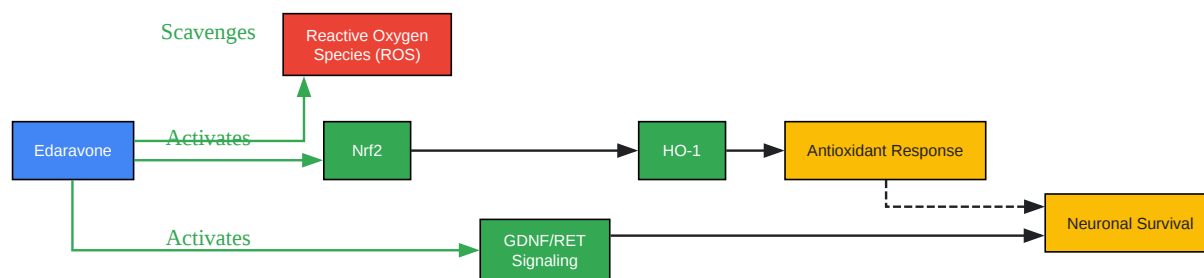 Scavenges
Reactive Oxygen
Species (ROS)
Edaravone
Activates
Nrf2
HO-1
Antioxidant Response
Neuronal Survival
Activates
GDNF/RET
Signaling